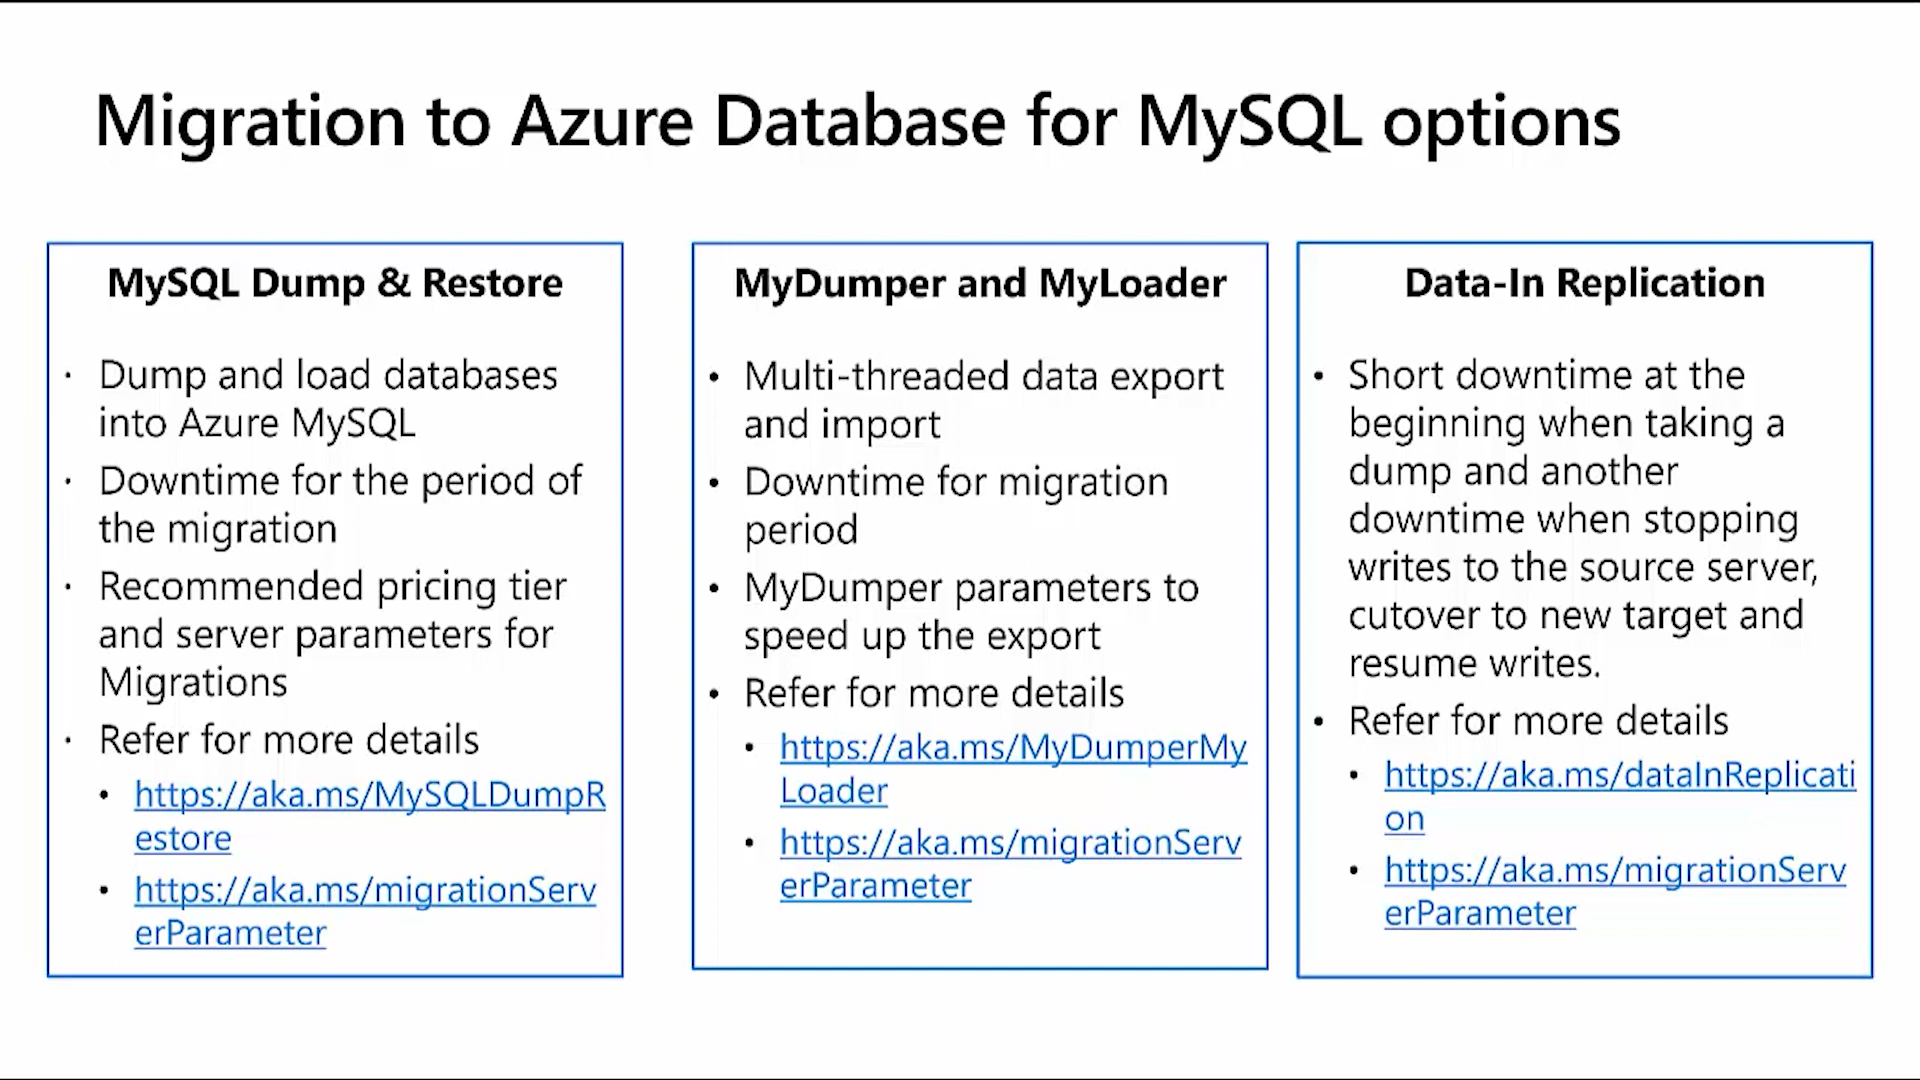 Migration to Azure Database for MySQL options
MySQL Dump & Restore
· Dump and load databases
into Azure MySQL
· Downtime for the period of
the migration
· Recommended pricing tier
and server parameters for
Migrations
· Refer for more details
• https://aka.ms/MySQLDumpR
estore
• https://aka.ms/migrationServ
erParameter
MyDumper and MyLoader
• Multi-threaded data export
and import
• Downtime for migration
period
• MyDumper parameters to
speed up the export
• Refer for more details
• https://aka.ms/MyDumperMy
Loader
• https://aka.ms/migrationServ
erParameter
Data-In Replication
• Short downtime at the
beginning when taking a
dump and another
downtime when stopping
writes to the source server,
cutover to new target and
resume writes.
• Refer for more details
• https://aka.ms/dataInReplicati
on
• https://aka.ms/migrationServ
erParameter